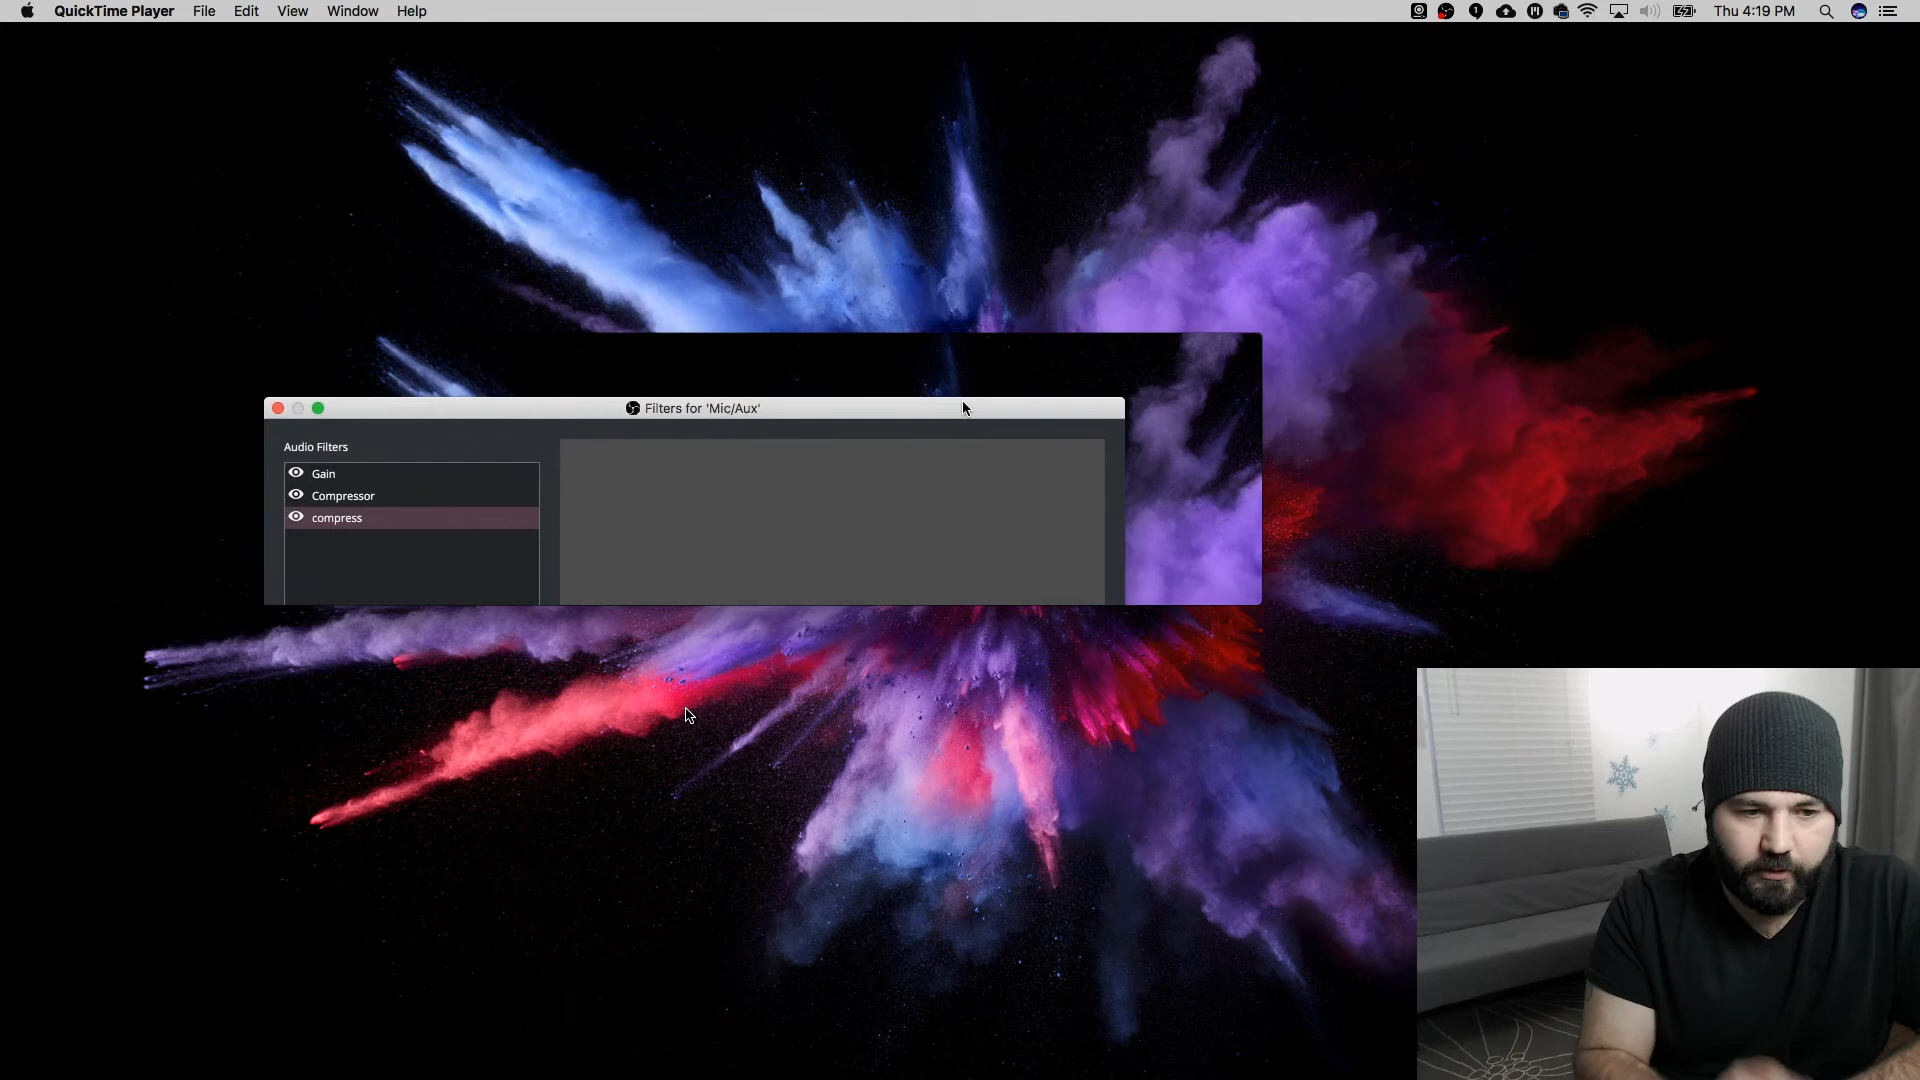 QuickTime Player File Edit View Window Help Thu 4:19 PM
Filters for 'Mic/Aux'
Audio Filters
Gain
Compressor
compress